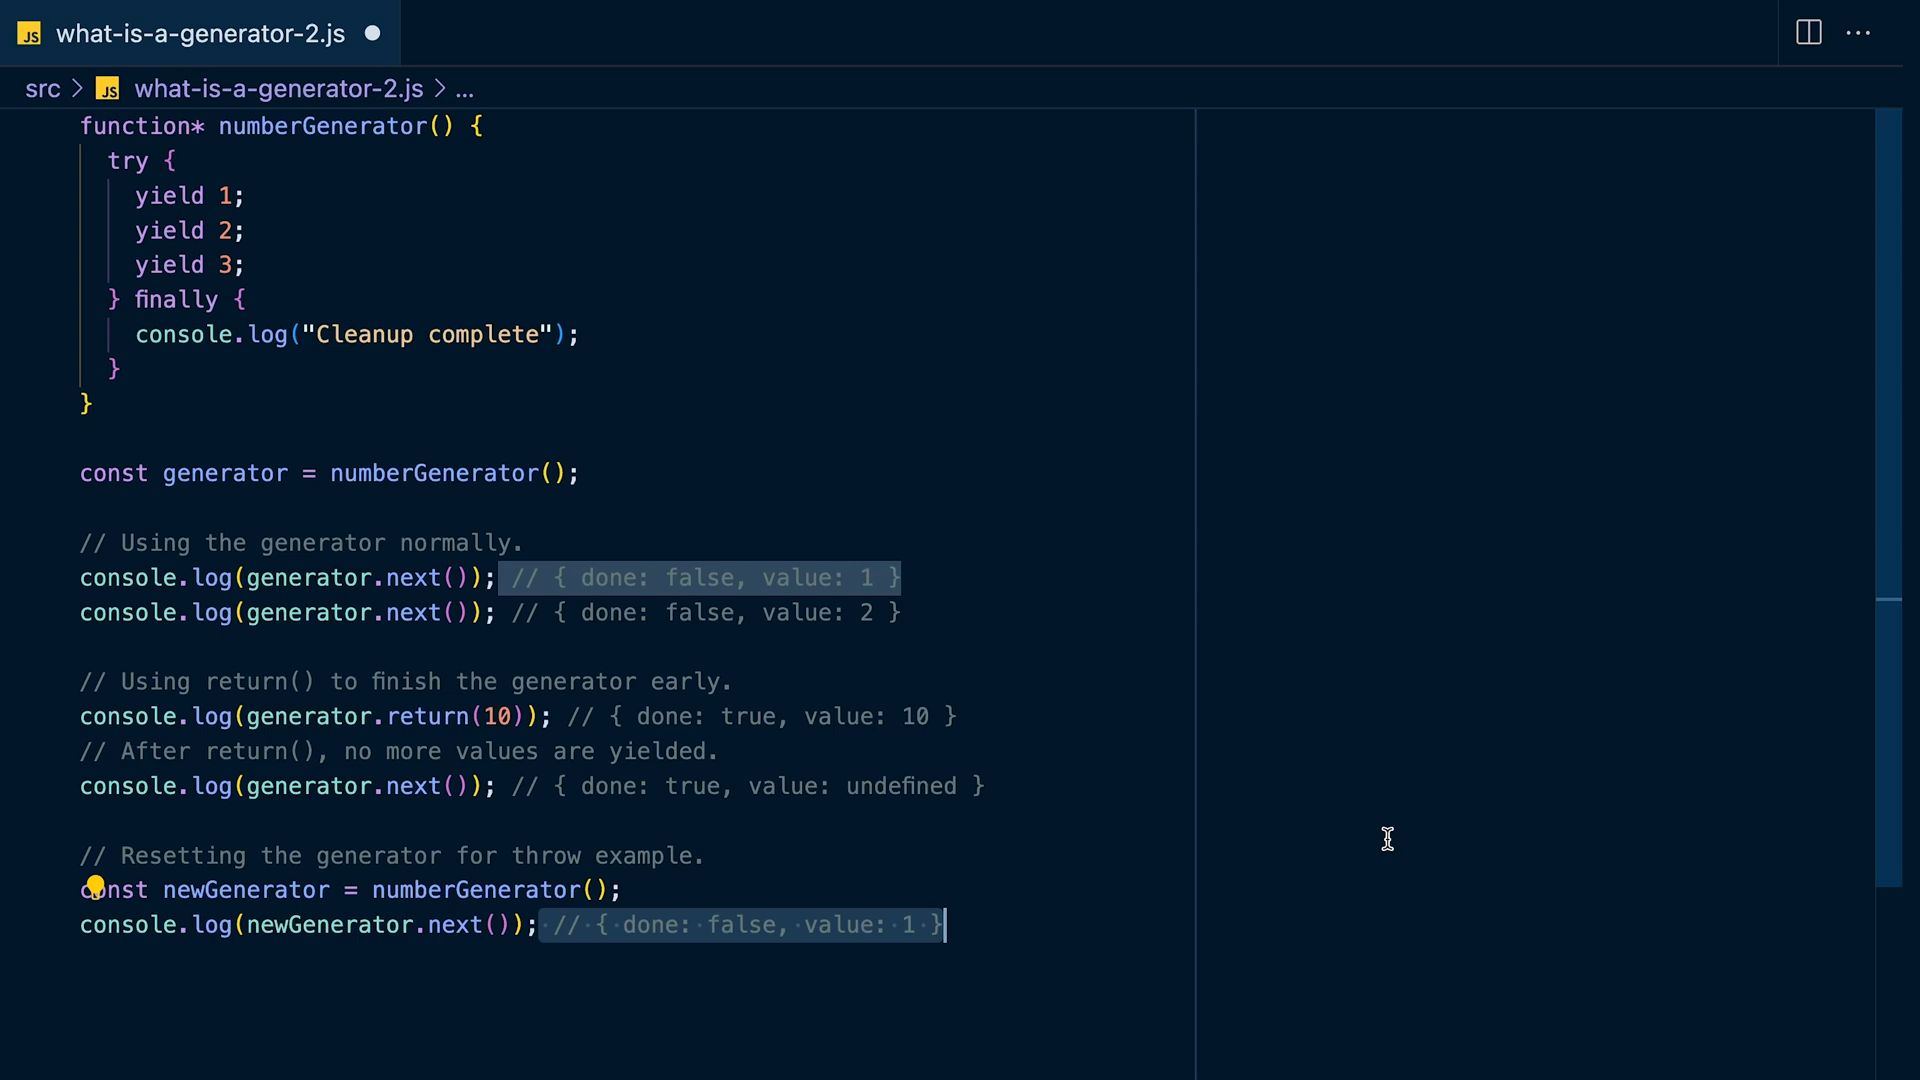 JS what-is-a-generator-2.js
src > JS what-is-a-generator-2.js > ...
function* numberGenerator() {
  try {
    yield 1;
    yield 2;
    yield 3;
  } finally {
    console.log("Cleanup complete");
  }
}
const generator = numberGenerator();
// Using the generator normally.
console.log(generator.next()); // { done: false, value: 1 }
console.log(generator.next()); // { done: false, value: 2 }
// Using return() to finish the generator early.
console.log(generator.return(10)); // { done: true, value: 10 }
// After return(), no more values are yielded.
console.log(generator.next()); // { done: true, value: undefined }
// Resetting the generator for throw example.
const newGenerator = numberGenerator();
console.log(newGenerator.next()); // { done: false, value: 1 }